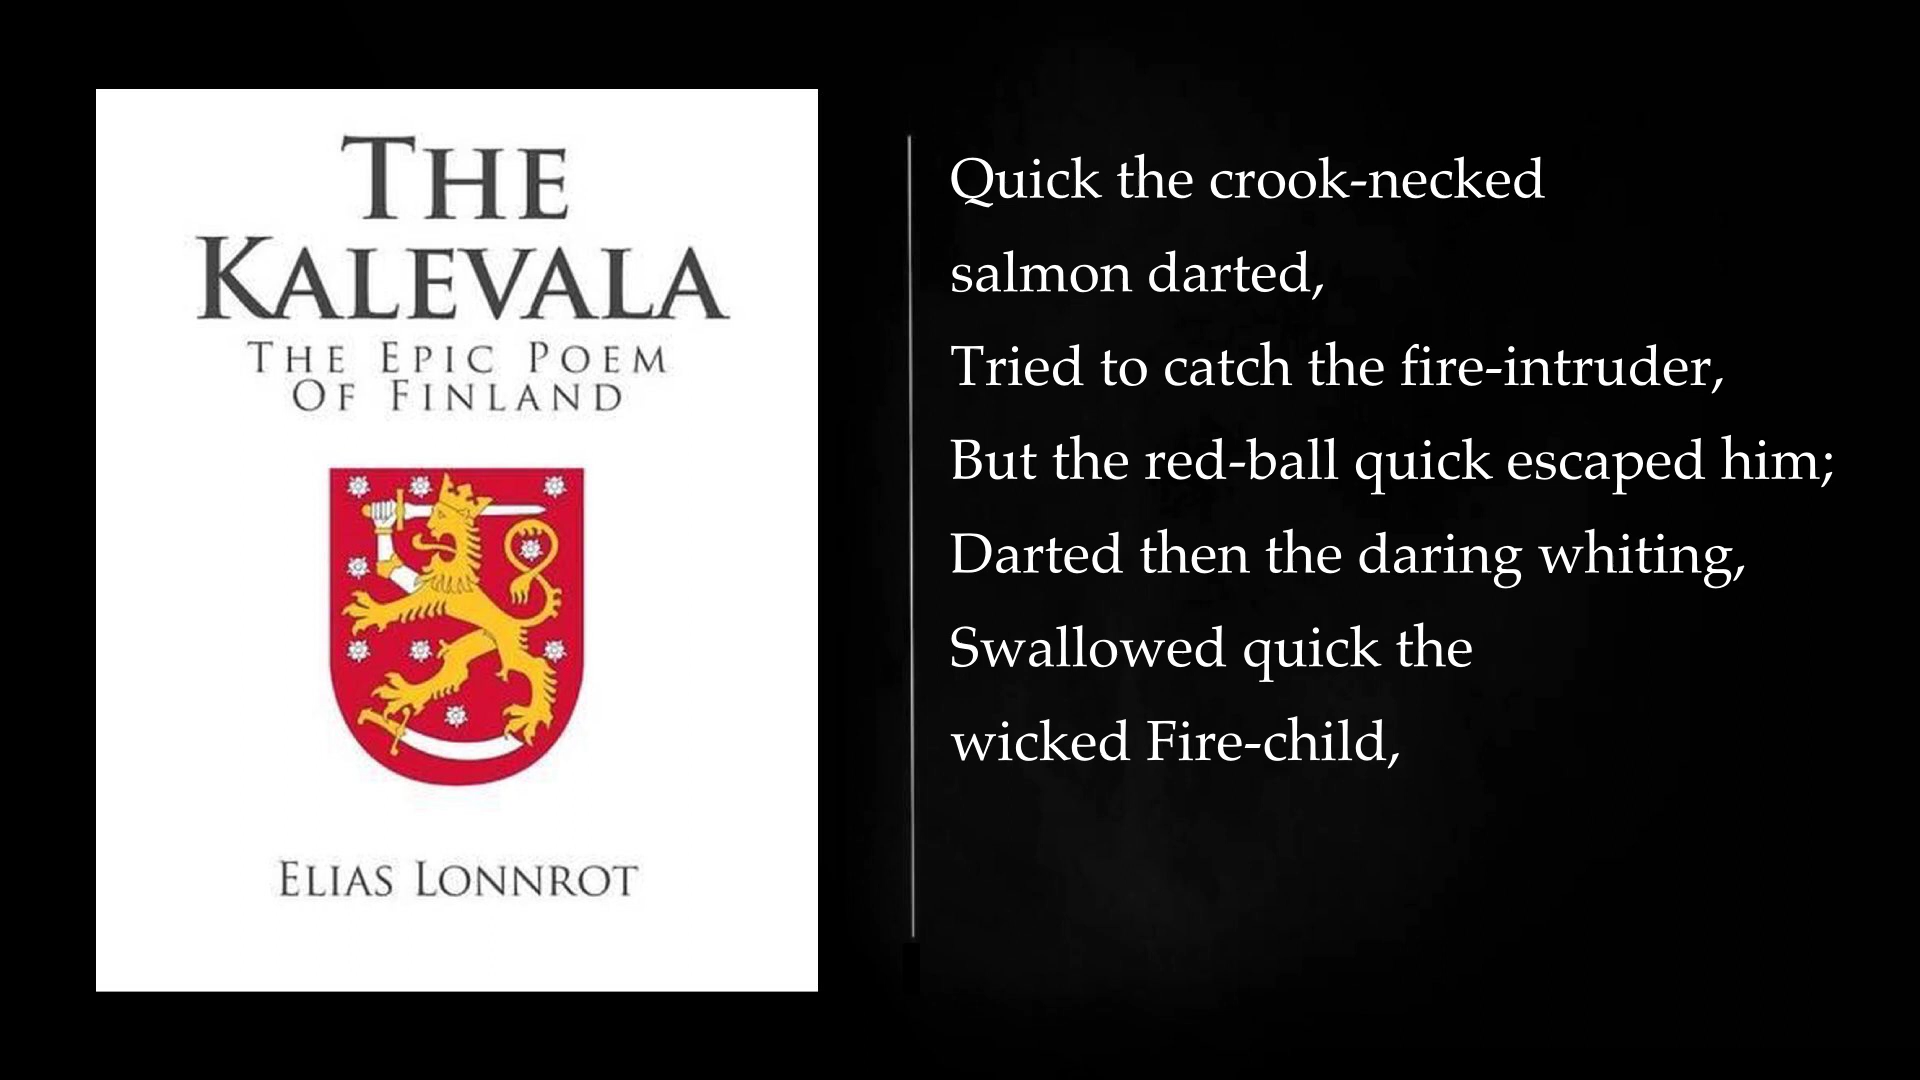 THE
KALEVALA
THE EPIC POEM
OF FINLAND
ELIAS LONNROT
Quick the crook-necked
salmon darted,
Tried to catch the fire-intruder,
But the red-ball quick escaped him;
Darted then the daring whiting,
Swallowed quick the
wicked Fire-child,